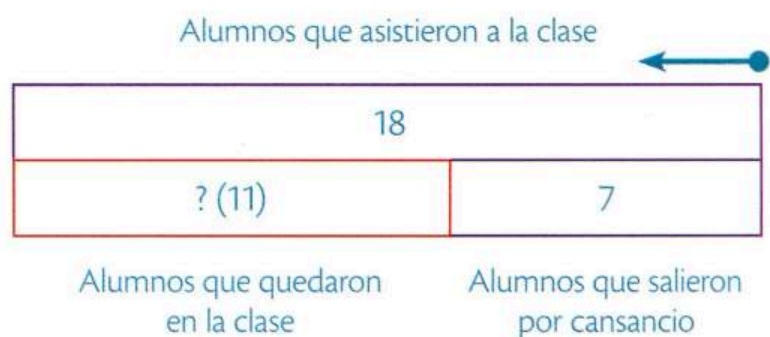 Alumnos que asistieron a la clase
18
? (11)
7
Alumnos que quedaron
en la clase
Alumnos que salieron
por cansancio